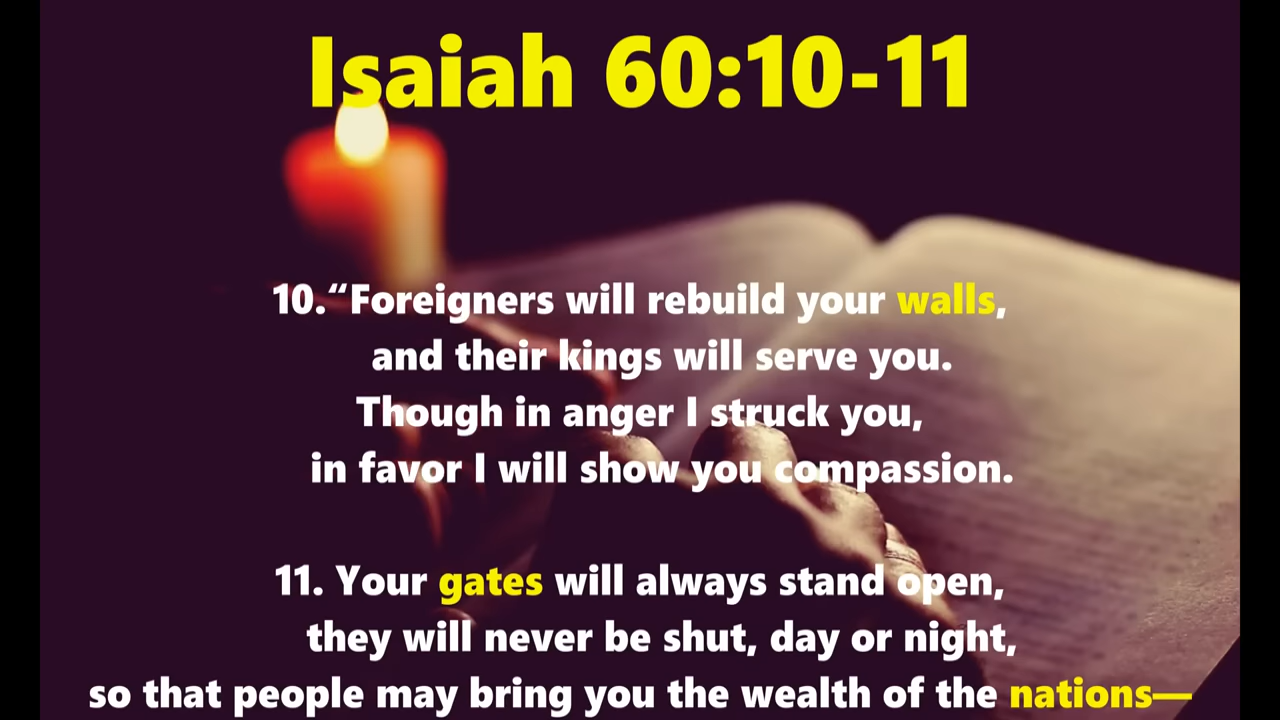 Isaiah 60:10-11
10.“Foreigners will rebuild your walls,
and their kings will serve you.
Though in anger I struck you,
in favor I will show you compassion.
11. Your gates will always stand open,
they will never be shut, day or night,
so that people may bring you the wealth of the nations—